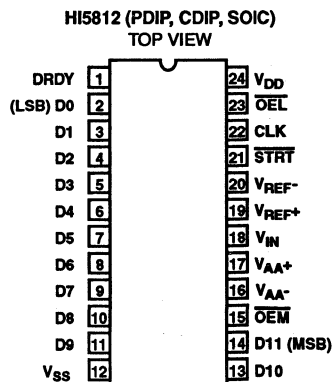 HI5812 (PDIP, CDIP, SOIC)
TOP VIEW
DRDY 1 24 VDD
(LSB) D0 2 23 OEL
D1 3 22 CLK
D2 4 21 STRT
D3 5 20 VREF-
D4 6 19 VREF+
D5 7 18 VIN
D6 8 17 VAA+
D7 9 16 VAA-
D8 10 15 OEM
D9 11 14 D11 (MSB)
VSS 12 13 D10